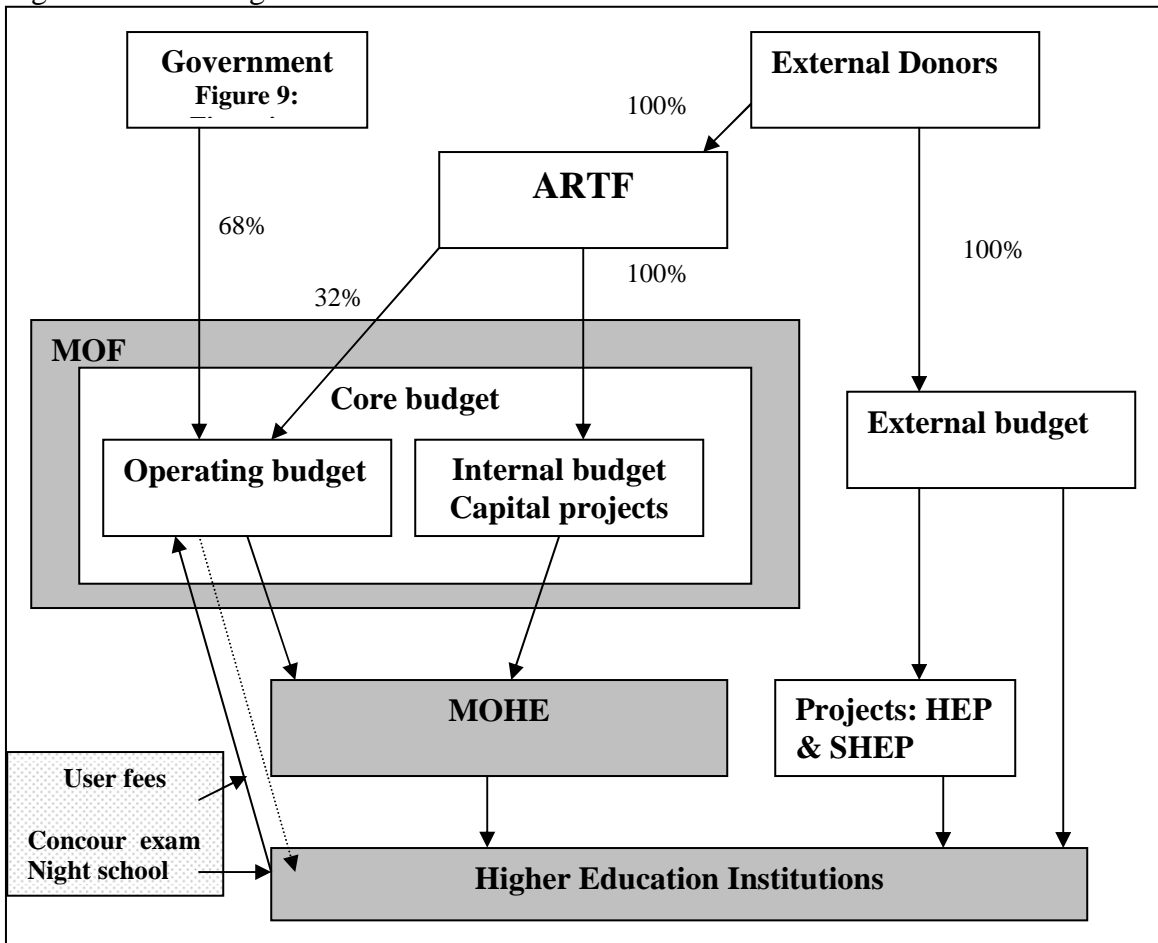 Government
Figure 9:
External Donors
100%
ARTF
68%
100%
100%
32%
MOF
Core budget
External budget
Operating budget
Internal budget
Capital projects
MOHE
Projects: HEP
& SHEP
User fees
Concour exam
Night school
Higher Education Institutions